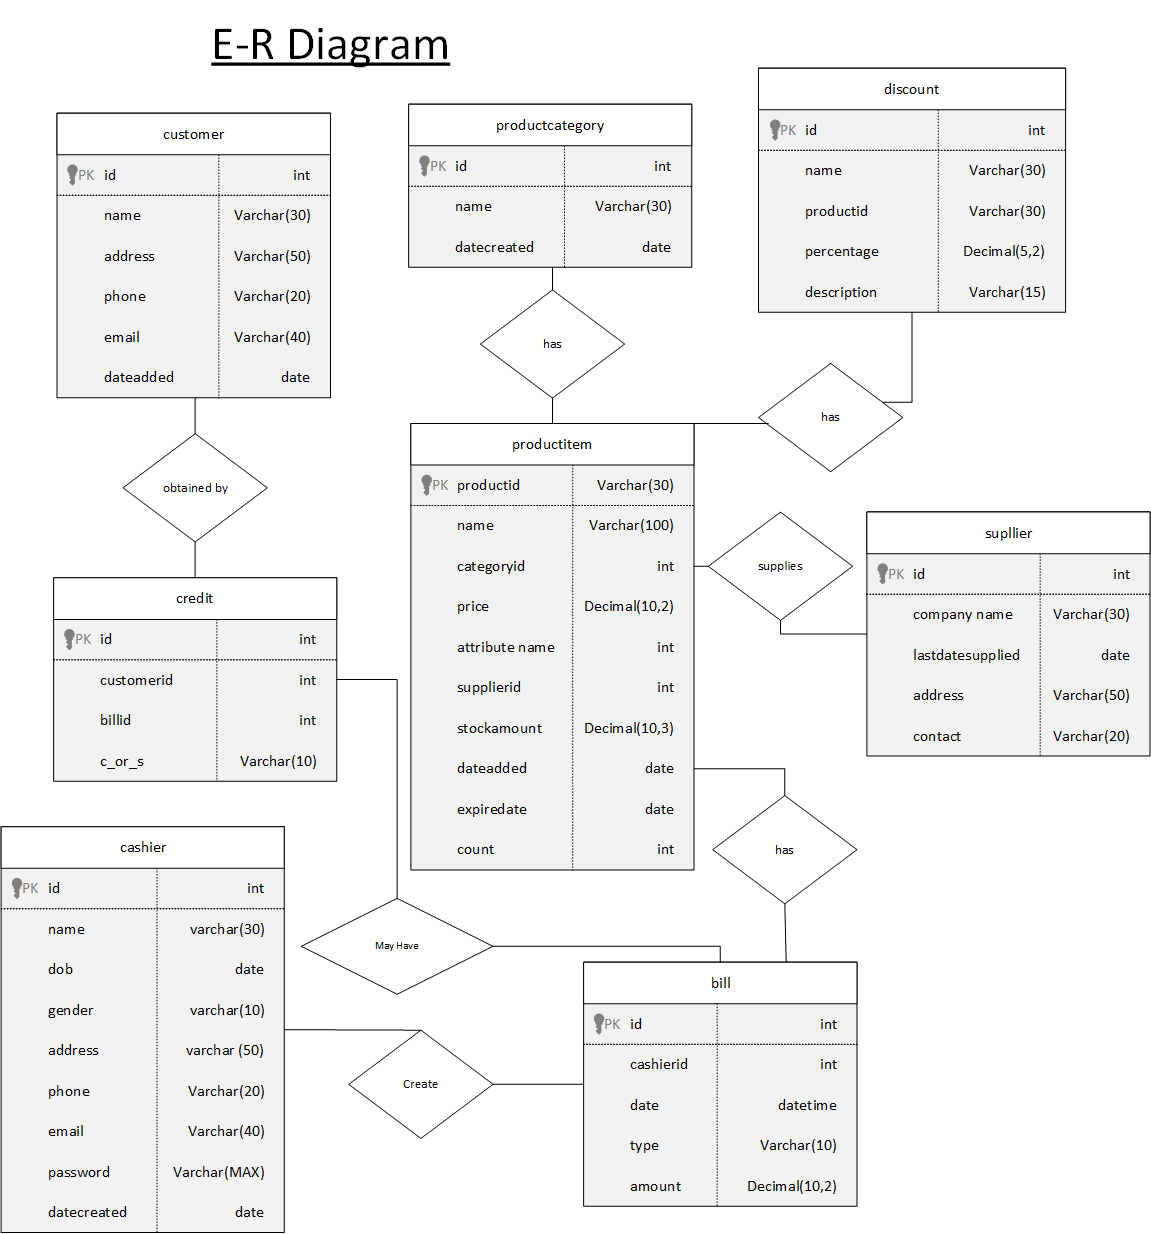 E-R Diagram
customer
PK id int
name Varchar(30)
address Varchar(50)
phone Varchar(20)
email Varchar(40)
dateadded date
productcategory
PK id int
name Varchar(30)
datecreated date
discount
PK id int
name Varchar(30)
productid Varchar(30)
percentage Decimal(5,2)
description Varchar(15)
has
has
obtained by
productitem
PK productid Varchar(30)
name Varchar(100)
categoryid int
price Decimal(10,2)
attribute name int
supplierid int
stockamount Decimal(10,3)
dateadded date
expiredate date
count int
supplies
supllier
PK id int
company name Varchar(30)
lastdatesupplied date
address Varchar(50)
contact Varchar(20)
credit
PK id int
customerid int
billid int
c_or_s Varchar(10)
has
cashier
PK id int
name varchar(30)
dob date
gender varchar(10)
address varchar (50)
phone Varchar(20)
email Varchar(40)
password Varchar(MAX)
datecreated date
May Have
Create
bill
PK id int
cashierid int
date datetime
type Varchar(10)
amount Decimal(10,2)